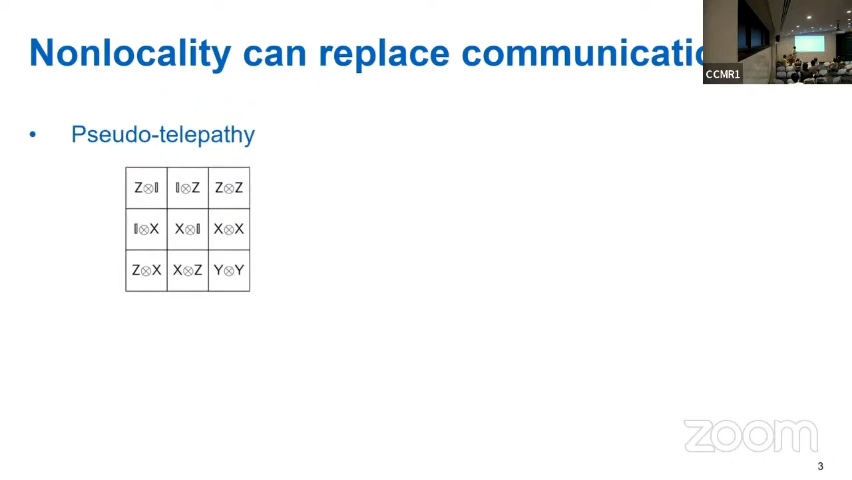 Nonlocality can replace communicatio
CCMR1
• Pseudo-telepathy
Z⊗𝕀 𝕀⊗Z Z⊗Z
𝕀⊗X X⊗𝕀 X⊗X
Z⊗X X⊗Z Y⊗Y
zoom
3